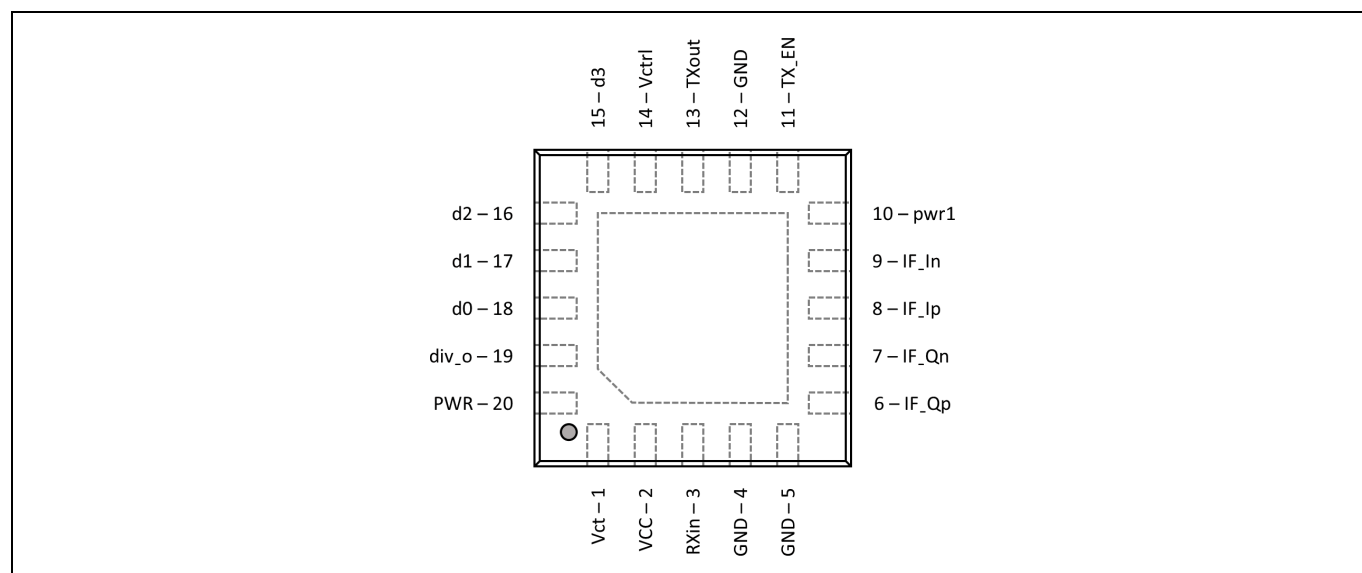 15 – d3
14 – Vctrl
13 – TXout
12 – GND
11 – TX_EN
d2 – 16
10 – pwr1
d1 – 17
9 – IF_In
d0 – 18
8 – IF_Ip
div_o – 19
7 – IF_Qn
PWR – 20
6 – IF_Qp
Vct – 1
VCC – 2
RXin – 3
GND – 4
GND – 5